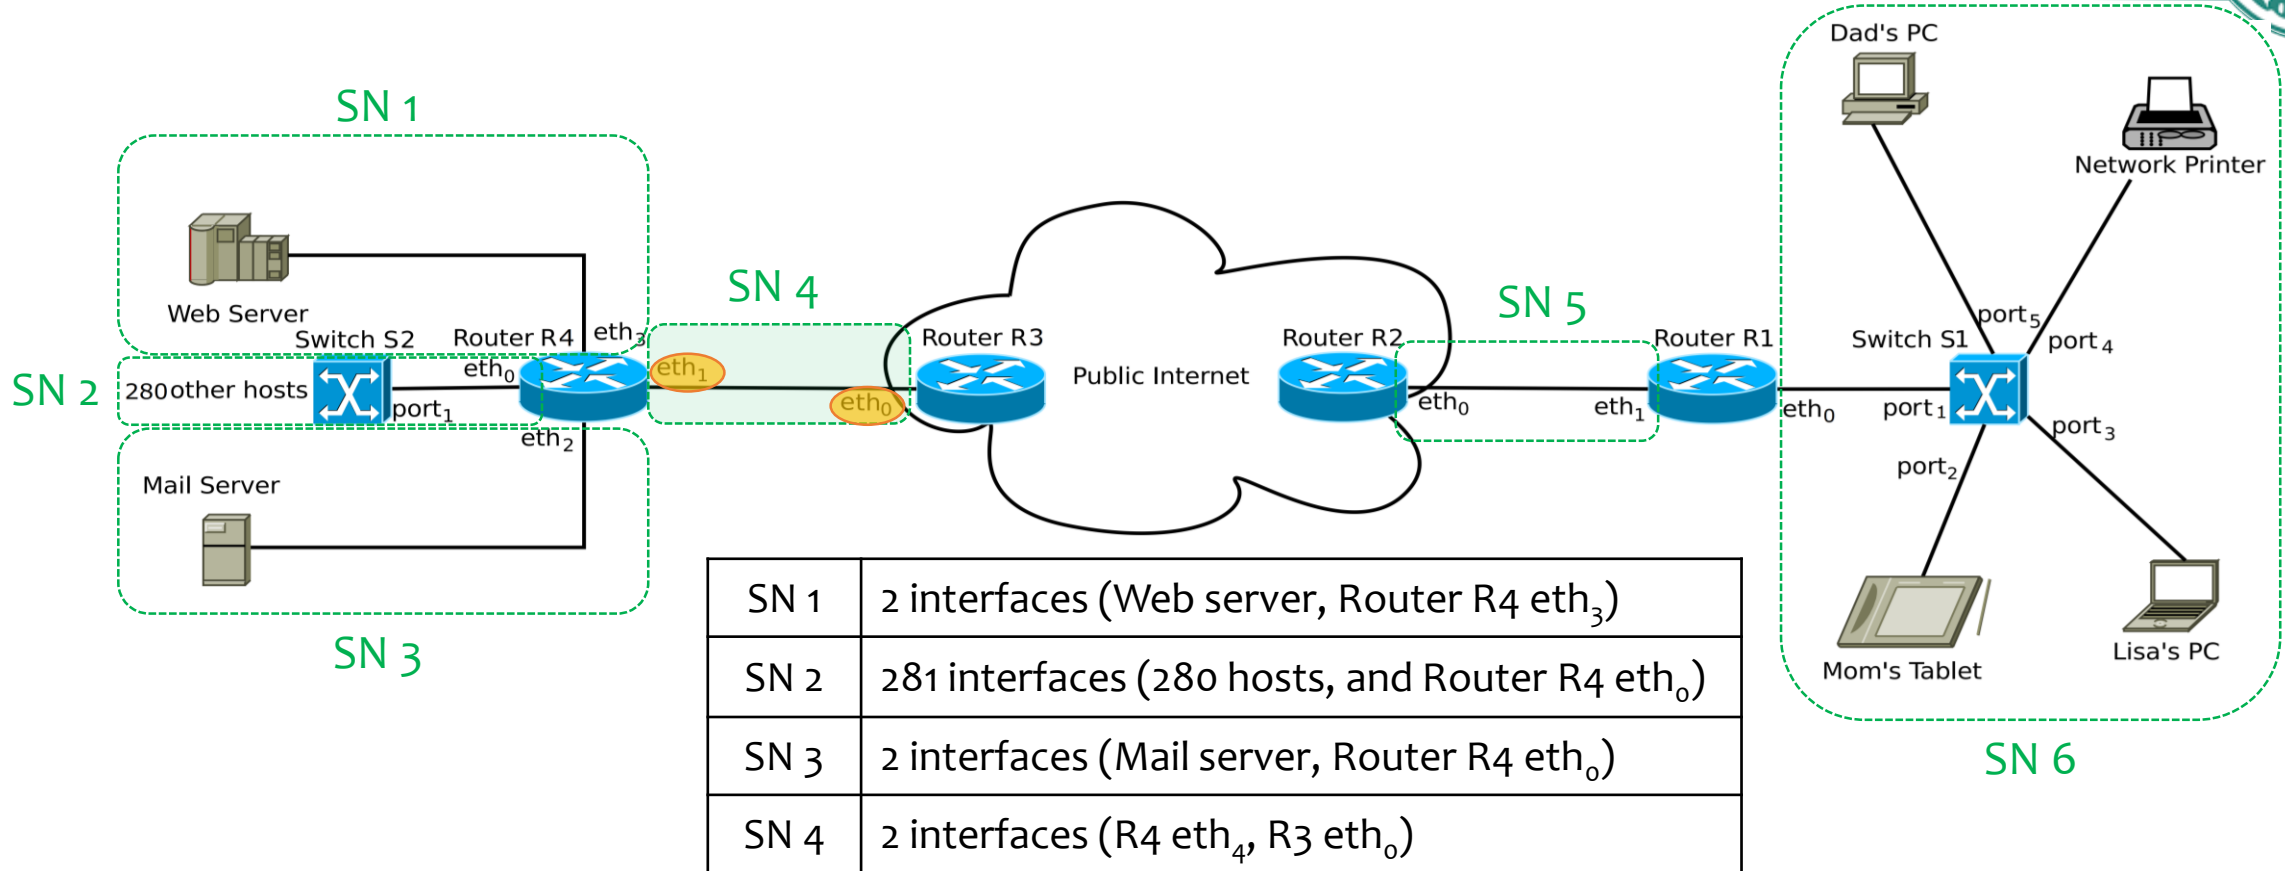 Dad's PC
Network Printer
SN 1
Web Server
SN 4
SN 5
Switch S2
Router R4
eth₃
Router R3
Router R2
Router R1
Switch S1
port₅
port₄
SN 2
280 other hosts
eth₀
port₁
eth₁
eth₀
Public Internet
eth₀
eth₁
eth₀
port₁
port₃
eth₂
port₂
Mail Server
SN 3
Mom's Tablet
Lisa's PC
SN 6
SN 1 2 interfaces (Web server, Router R4 eth₃)
SN 2 281 interfaces (280 hosts, and Router R4 eth₀)
SN 3 2 interfaces (Mail server, Router R4 eth₀)
SN 4 2 interfaces (R4 eth₄, R3 eth₀)